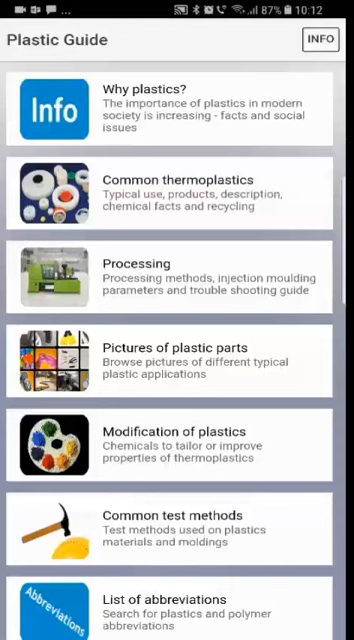 87% 10:12
Plastic Guide
INFO
Info
Why plastics?
The importance of plastics in modern
society is increasing - facts and social
issues
Common thermoplastics
Typical use, products, description,
chemical facts and recycling
Processing
Processing methods, injection moulding
parameters and trouble shooting guide
Pictures of plastic parts
Browse pictures of different typical
plastic applications
Modification of plastics
Chemicals to tailor or improve
properties of thermoplastics
Common test methods
Test methods used on plastics
materials and moldings
Abbreviations
List of abbreviations
Search for plastics and polymer
abbreviations